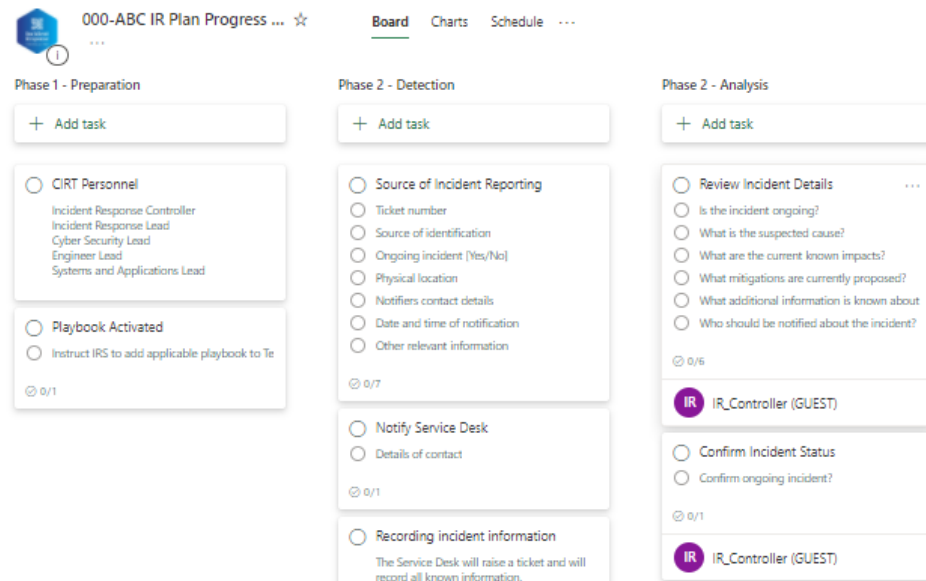 000-ABC IR Plan Progress ...
Board
Charts
Schedule
...
Phase 1 - Preparation
Add task
CIRT Personnel
Incident Response Controller
Incident Response Lead
Cyber Security Lead
Engineer Lead
Systems and Applications Lead
Playbook Activated
Instruct IRS to add applicable playbook to Te
0/1
Phase 2 - Detection
Add task
Source of Incident Reporting
Ticket number
Source of identification
Ongoing incident [Yes/No]
Physical location
Notifiers contact details
Date and time of notification
Other relevant information
0/7
Notify Service Desk
Details of contact
0/1
Recording incident information
The Service Desk will raise a ticket and will
record all known information.
Phase 2 - Analysis
Add task
Review Incident Details
Is the incident ongoing?
What is the suspected cause?
What are the current known impacts?
What mitigations are currently proposed?
What additional information is known about
Who should be notified about the incident?
0/6
IR IR_Controller (GUEST)
Confirm Incident Status
Confirm ongoing incident?
0/1
IR IR_Controller (GUEST)